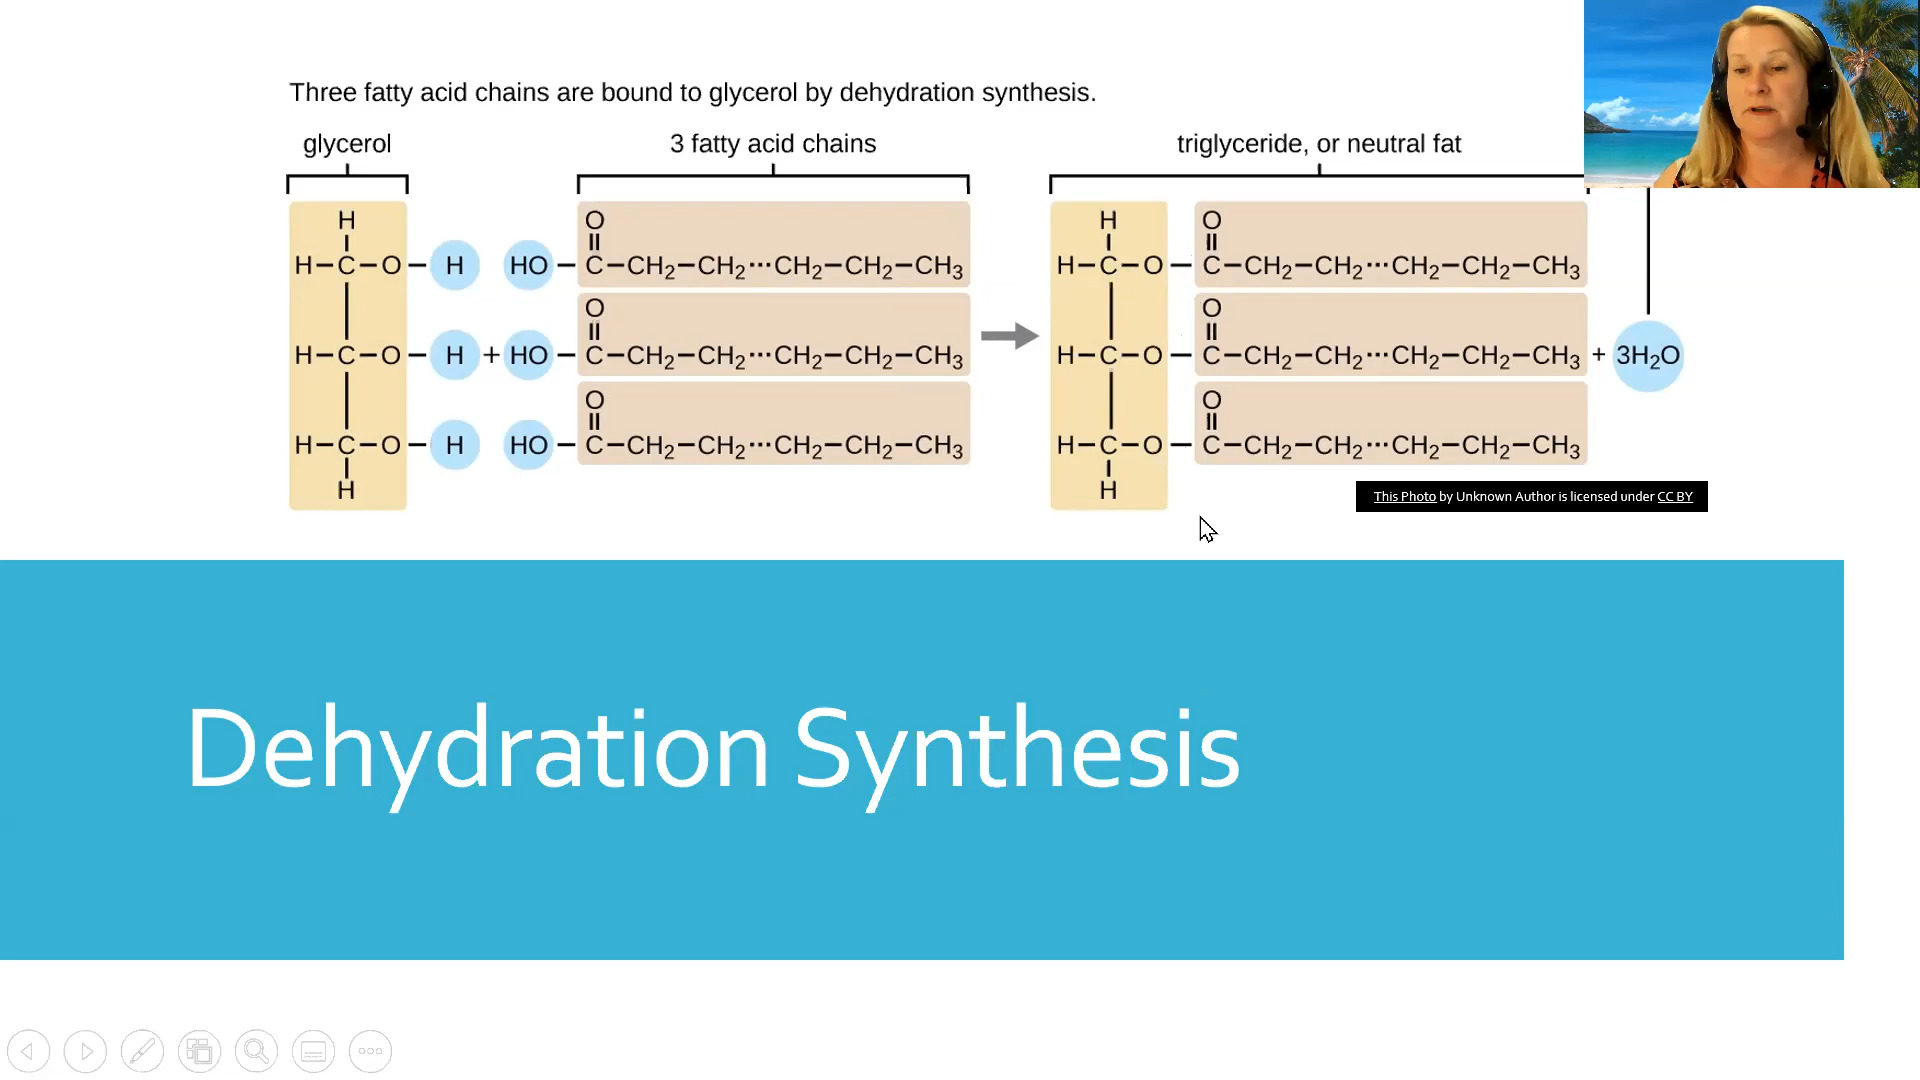 Three fatty acid chains are bound to glycerol by dehydration synthesis.
glycerol
3 fatty acid chains
triglyceride, or neutral fat
H
O
H
O
H–C–O–H HO–C–CH₂–CH₂···CH₂–CH₂–CH₃
H–C–O–C–CH₂–CH₂···CH₂–CH₂–CH₃
O
O
H–C–O–H + HO–C–CH₂–CH₂···CH₂–CH₂–CH₃
H–C–O–C–CH₂–CH₂···CH₂–CH₂–CH₃ + 3H₂O
O
O
H–C–O–H HO–C–CH₂–CH₂···CH₂–CH₂–CH₃
H–C–O–C–CH₂–CH₂···CH₂–CH₂–CH₃
H
H
This Photo by Unknown Author is licensed under CC BY
Dehydration Synthesis